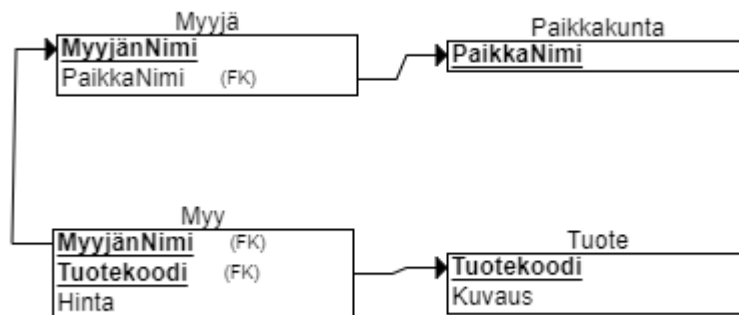 Myyjä
MyyjänNimi
PaikkaNimi (FK)
Paikkakunta
PaikkaNimi
Myy
MyyjänNimi (FK)
Tuotekoodi (FK)
Hinta
Tuote
Tuotekoodi
Kuvaus